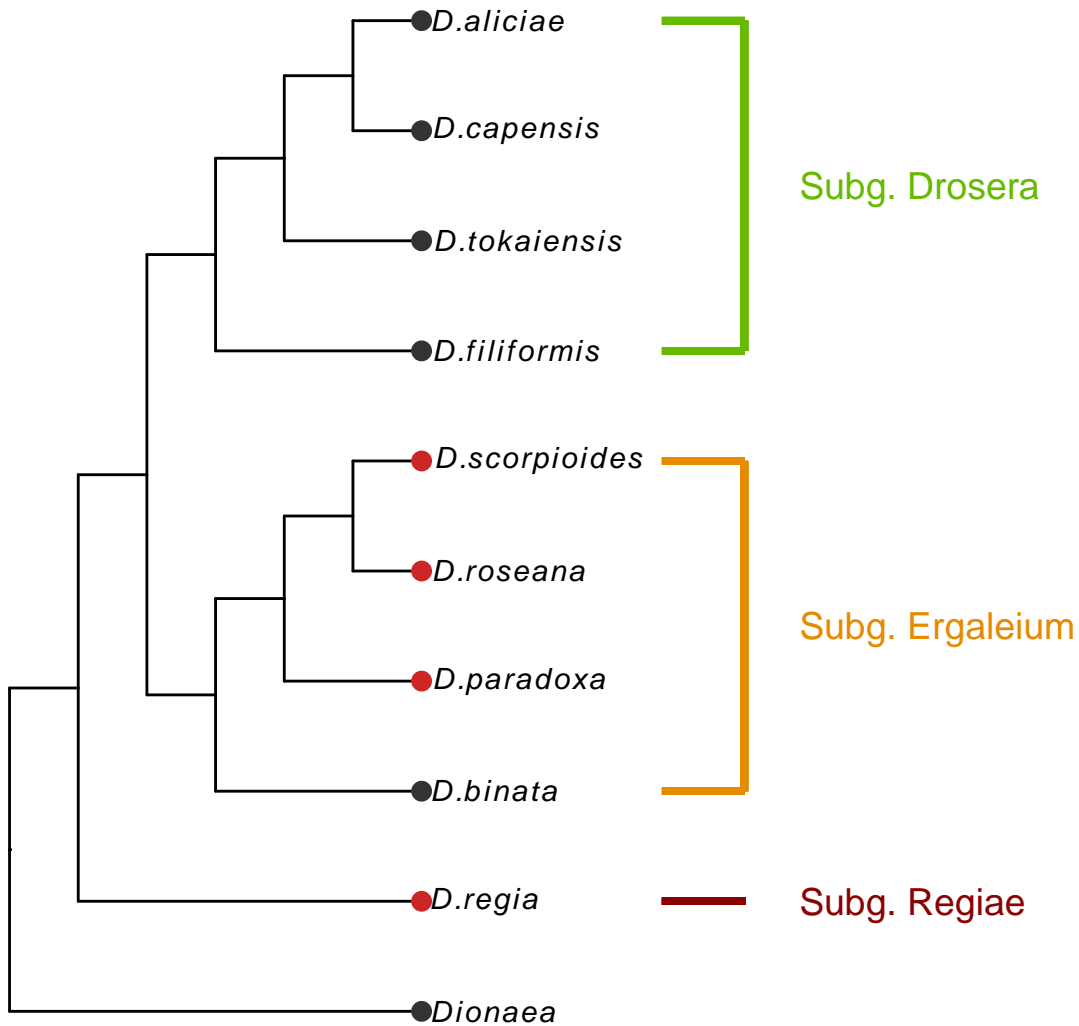 D.aliciae
D.capensis
Subg. Drosera
D.tokaiensis
D.filiformis
D.scorpioides
D.roseana
Subg. Ergaleium
D.paradoxa
D.binata
D.regia
Subg. Regiae
Dionaea